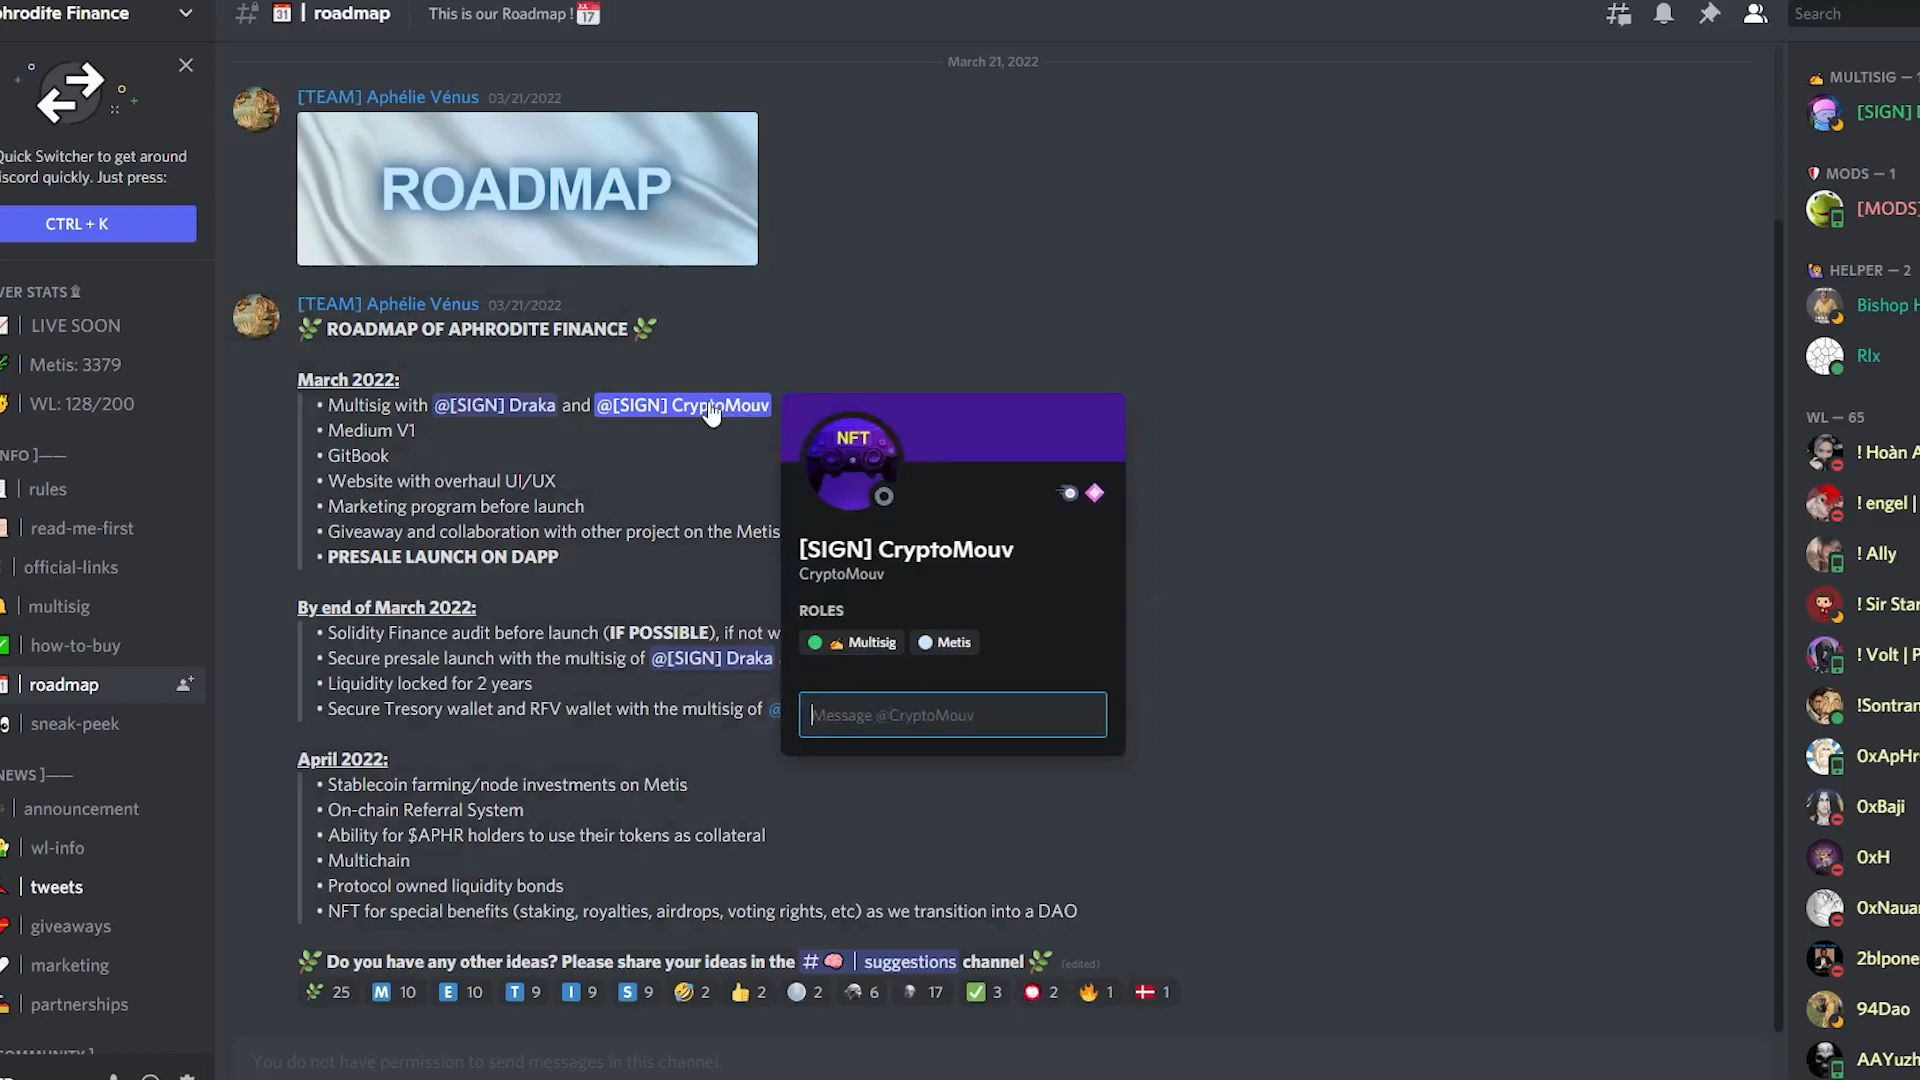 phrodite Finance
roadmap
This is our Roadmap !
Search
Quick Switcher to get around
iscord quickly. Just press:
CTRL + K
VER STATS
LIVE SOON
Metis: 3379
WL: 128/200
NFO ]——
rules
read-me-first
official-links
multisig
how-to-buy
roadmap
sneak-peek
NEWS ]——
announcement
wl-info
tweets
giveaways
marketing
partnerships
March 21, 2022
[TEAM] Aphélie Vénus 03/21/2022
ROADMAP
[TEAM] Aphélie Vénus 03/21/2022
🌿 ROADMAP OF APHRODITE FINANCE 🌿
March 2022:
• Multisig with @[SIGN] Draka and @[SIGN] CryptoMouv
• Medium V1
• GitBook
• Website with overhaul UI/UX
• Marketing program before launch
• Giveaway and collaboration with other project on the Metis
• PRESALE LAUNCH ON DAPP
By end of March 2022:
• Solidity Finance audit before launch (IF POSSIBLE), if not w
• Secure presale launch with the multisig of @[SIGN] Draka
• Liquidity locked for 2 years
• Secure Tresory wallet and RFV wallet with the multisig of @
April 2022:
• Stablecoin farming/node investments on Metis
• On-chain Referral System
• Ability for $APHR holders to use their tokens as collateral
• Multichain
• Protocol owned liquidity bonds
• NFT for special benefits (staking, royalties, airdrops, voting rights, etc) as we transition into a DAO
🌿 Do you have any other ideas? Please share your ideas in the # 🧠 | suggestions channel 🌿 (edited)
25 M 10 E 10 T 9 I 9 S 9 2 2 2 6 17 3 2 1 1
You do not have permission to send messages in this channel.
NFT
[SIGN] CryptoMouv
CryptoMouv
ROLES
Multisig Metis
Message @CryptoMouv
MULTISIG — 1
[SIGN] D
MODS — 1
[MODS]
HELPER — 2
Bishop H
Rlx
WL — 65
! Hoàn A
! engel |
! Ally
! Sir Star
! Volt | P
!Sontran
0xApHr
0xBaji
0xH
0xNauar
2blpone
94Dao
AAYuzh